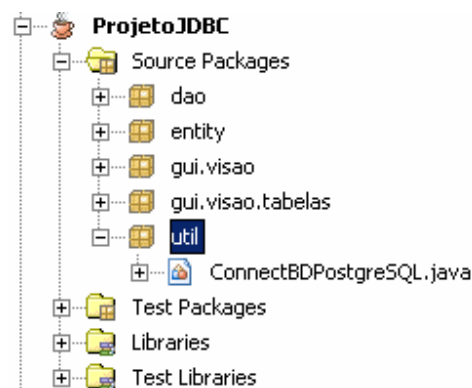 ProjetoJDBC
Source Packages
dao
entity
gui.visao
gui.visao.tabelas
util
ConnectBDPostgreSQL.java
Test Packages
Libraries
Test Libraries